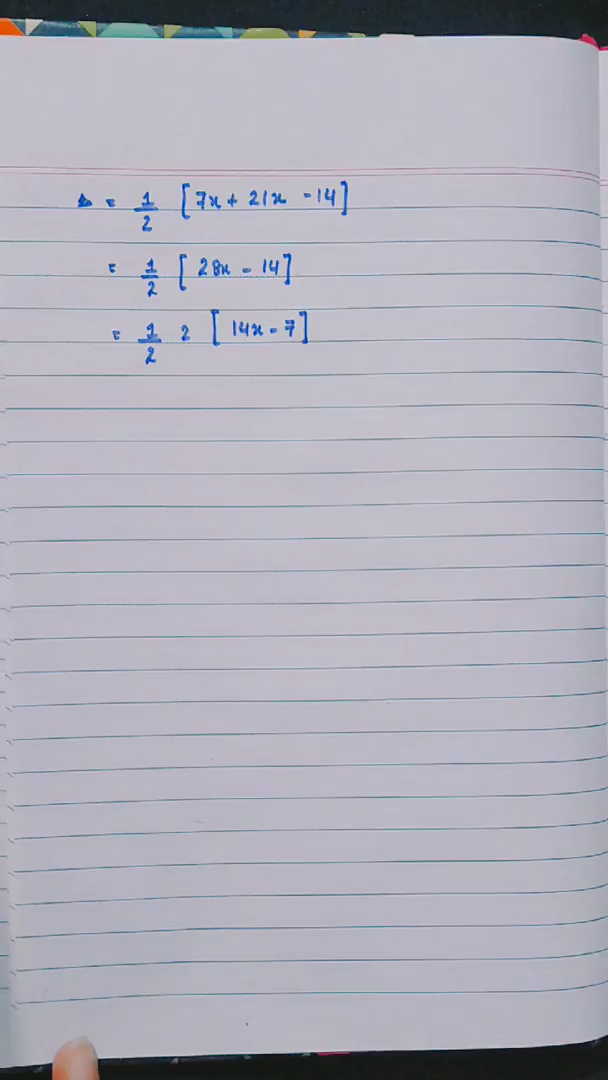 Δ = 1/2 [7x + 21x - 14]
= 1/2 [28x - 14]
= 1/2 2 [14x - 7]